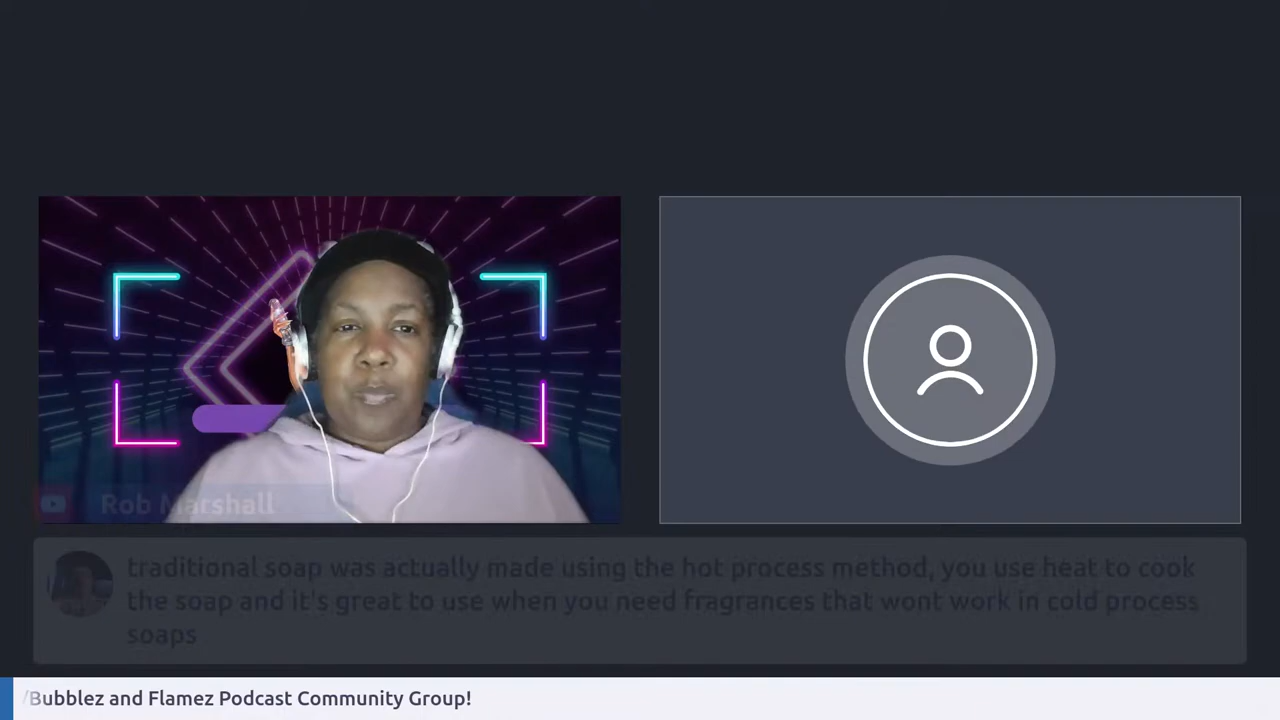 Rob Marshall
traditional soap was actually made using the hot process method, you use heat to cook
the soap and it's great to use when you need fragrances that wont work in cold process
soaps
/Bubblez and Flamez Podcast Community Group!